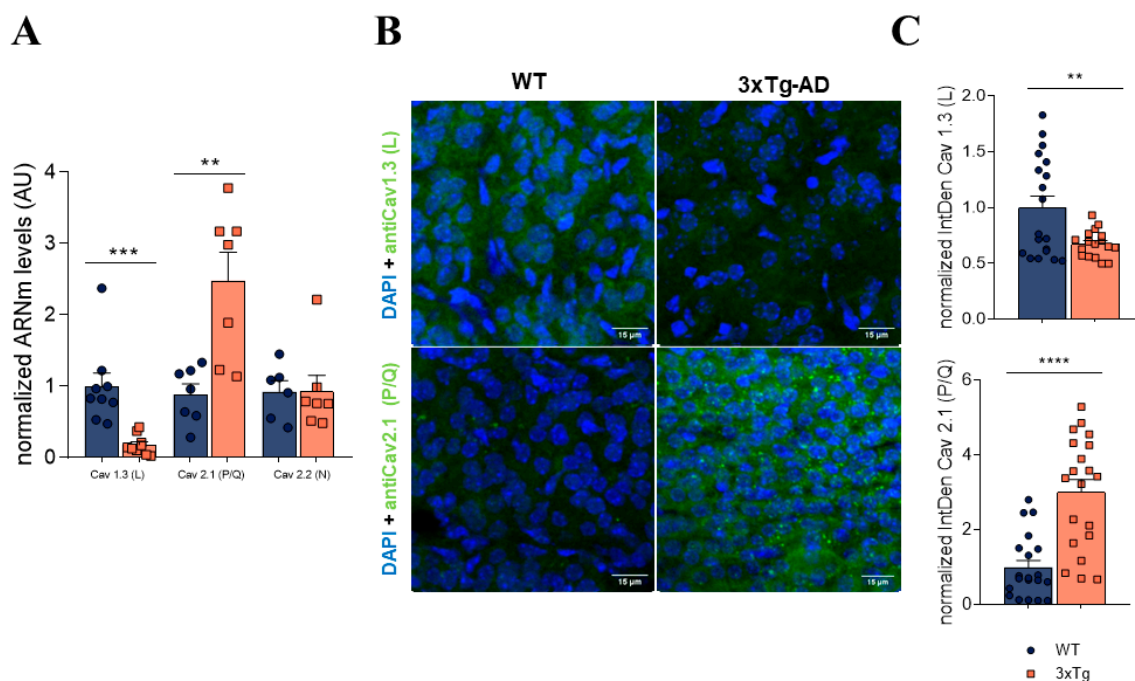 A
B
C
WT
3xTg-AD
normalized ARNm levels (AU)
4
3
2
1
0
***
**
Cav 1.3 (L)
Cav 2.1 (P/Q)
Cav 2.2 (N)
DAPI + antiCav1.3 (L)
15 µm
15 µm
DAPI + antiCav2.1 (P/Q)
15 µm
15 µm
normalized IntDen Cav 1.3 (L)
2.0
1.5
1.0
0.5
0.0
**
normalized IntDen Cav 2.1 (P/Q)
6
4
2
0
****
WT
3xTg